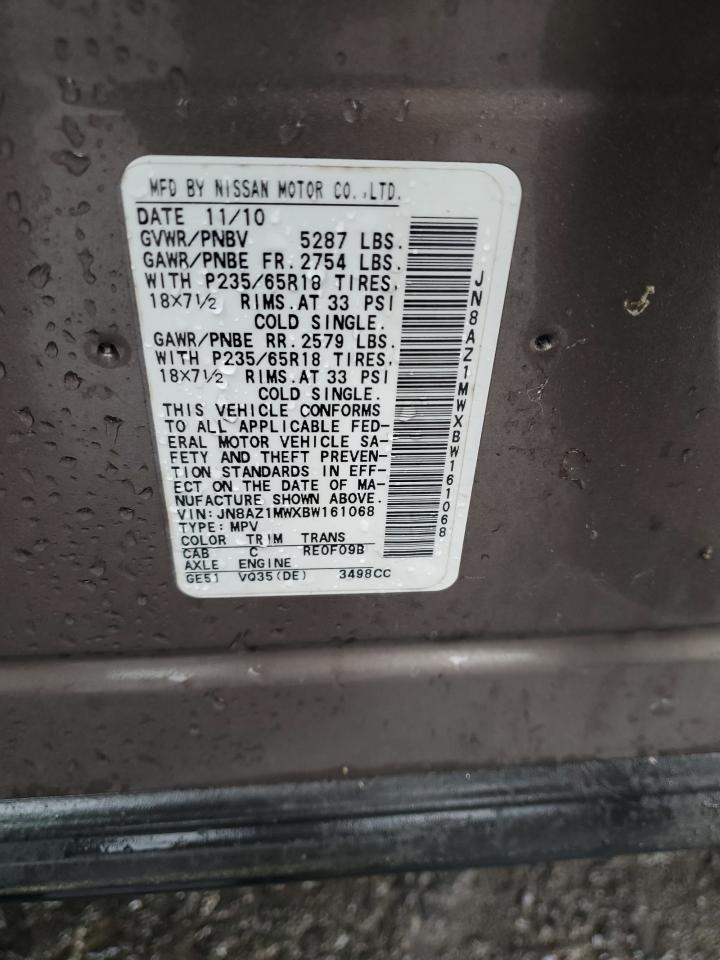 MFD BY NISSAN MOTOR CO.,LTD.
DATE 11/10
GVWR/PNBV 5287 LBS.
GAWR/PNBE FR. 2754 LBS.
WITH P235/65R18 TIRES,
18X7½ RIMS.AT 33 PSI
COLD SINGLE.
GAWR/PNBE RR. 2579 LBS.
WITH P235/65R18 TIRES,
18X7½ RIMS.AT 33 PSI
COLD SINGLE.
THIS VEHICLE CONFORMS
TO ALL APPLICABLE FED-
ERAL MOTOR VEHICLE SA-
FETY AND THEFT PREVEN-
TION STANDARDS IN EFF-
ECT ON THE DATE OF MA-
NUFACTURE SHOWN ABOVE.
VIN: JN8AZ1MWXBW161068
TYPE: MPV
COLOR TRIM TRANS
CAB C RE0F09B
AXLE ENGINE
GE51 VQ35(DE) 3498CC
JN8AZ1MWXBW161068